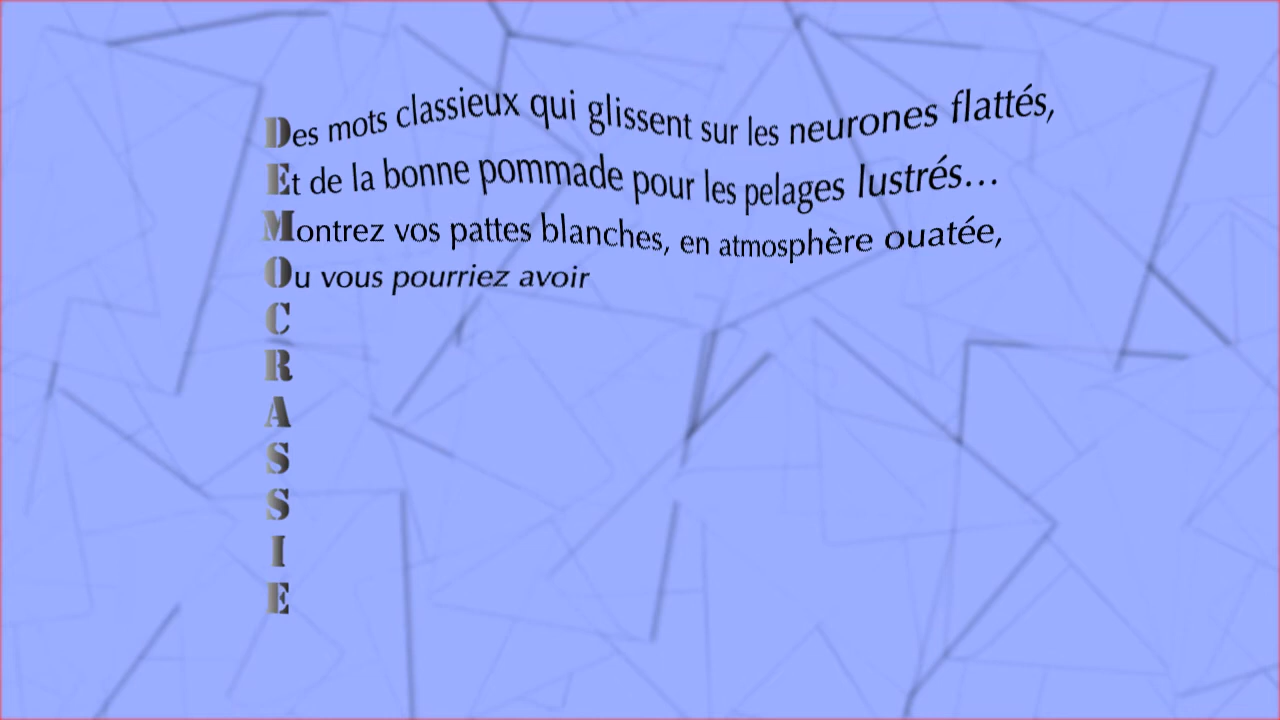 Des mots classieux qui glissent sur les neurones flattés,
Et de la bonne pommade pour les pelages lustrés...
Montrez vos pattes blanches, en atmosphère ouatée,
Ou vous pourriez avoir
C
R
A
S
S
I
E